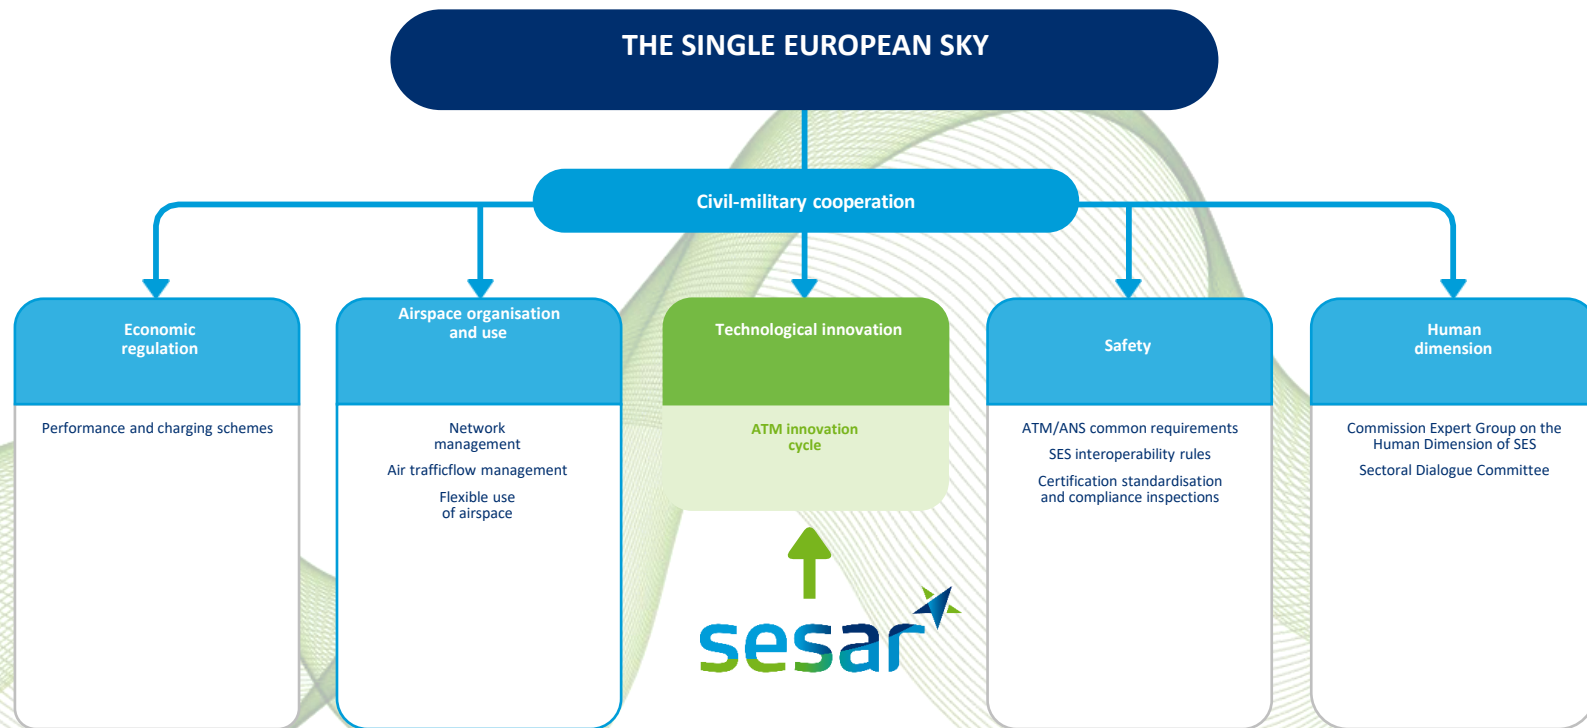 THE SINGLE EUROPEAN SKY
Civil-military cooperation
Economic
regulation
Performance and charging schemes
Airspace organisation
and use
Network
management
Air trafficflow management
Flexible use
of airspace
Technological innovation
ATM innovation
cycle
sesar
Safety
ATM/ANS common requirements
SES interoperability rules
Certification standardisation
and compliance inspections
Human
dimension
Commission Expert Group on the
Human Dimension of SES
Sectoral Dialogue Committee